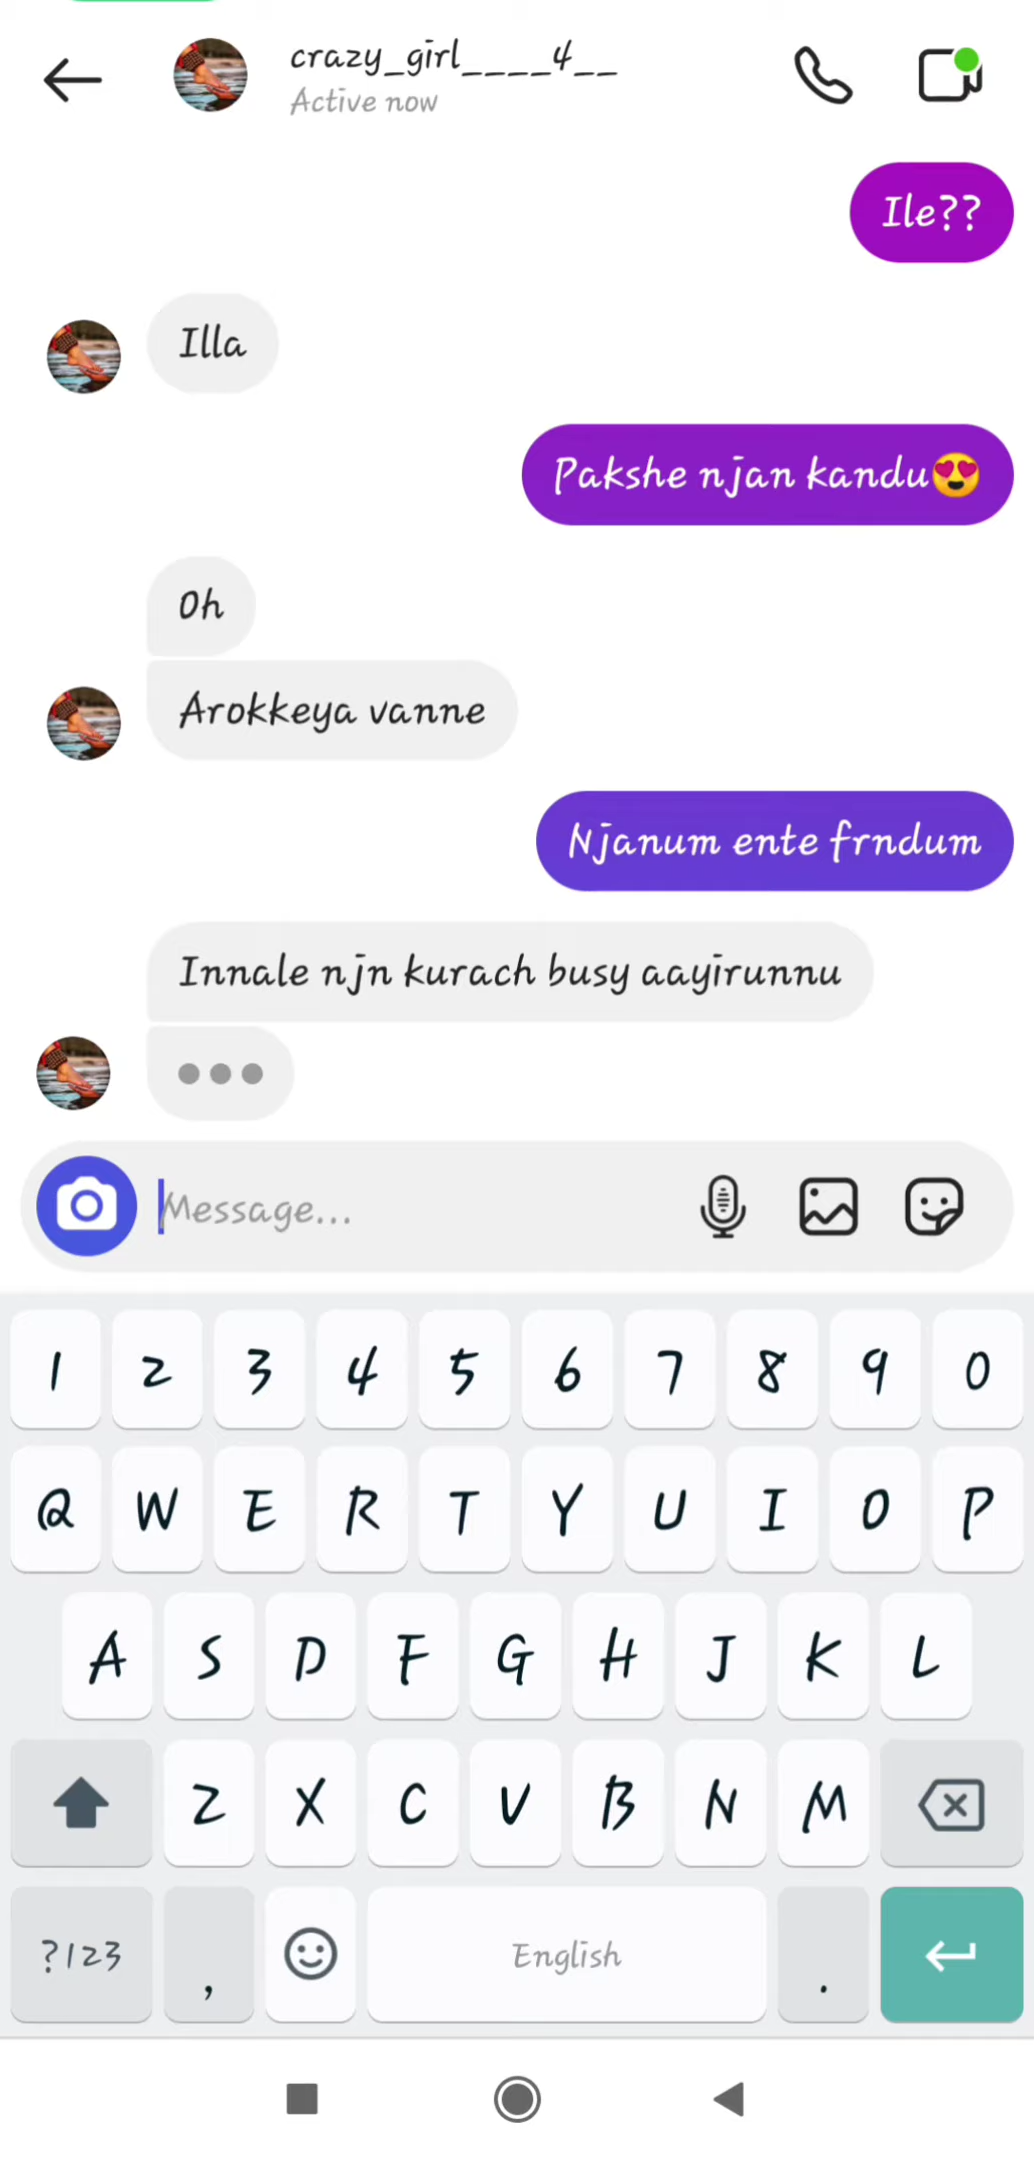 crazy_girl____4__
Active now
Ile??
Illa
Pakshe njan kandu😍
Oh
Arokkeya vanne
Njanum ente frndum
Innale njn kurach busy aayirunnu
Message...
1 2 3 4 5 6 7 8 9 0
Q W E R T Y U I O P
A S D F G H J K L
Z X C V B N M
?123 , English .